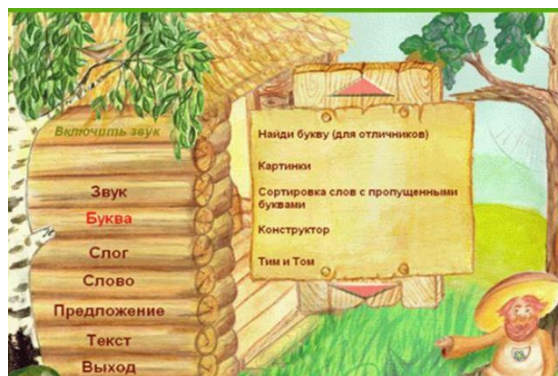 Включить звук
Звук
Буква
Слог
Слово
Предложение
Текст
Выход
Найди букву (для отличников)
Картинки
Сортировка слов с пропущенными
буквами
Конструктор
Тим и Том